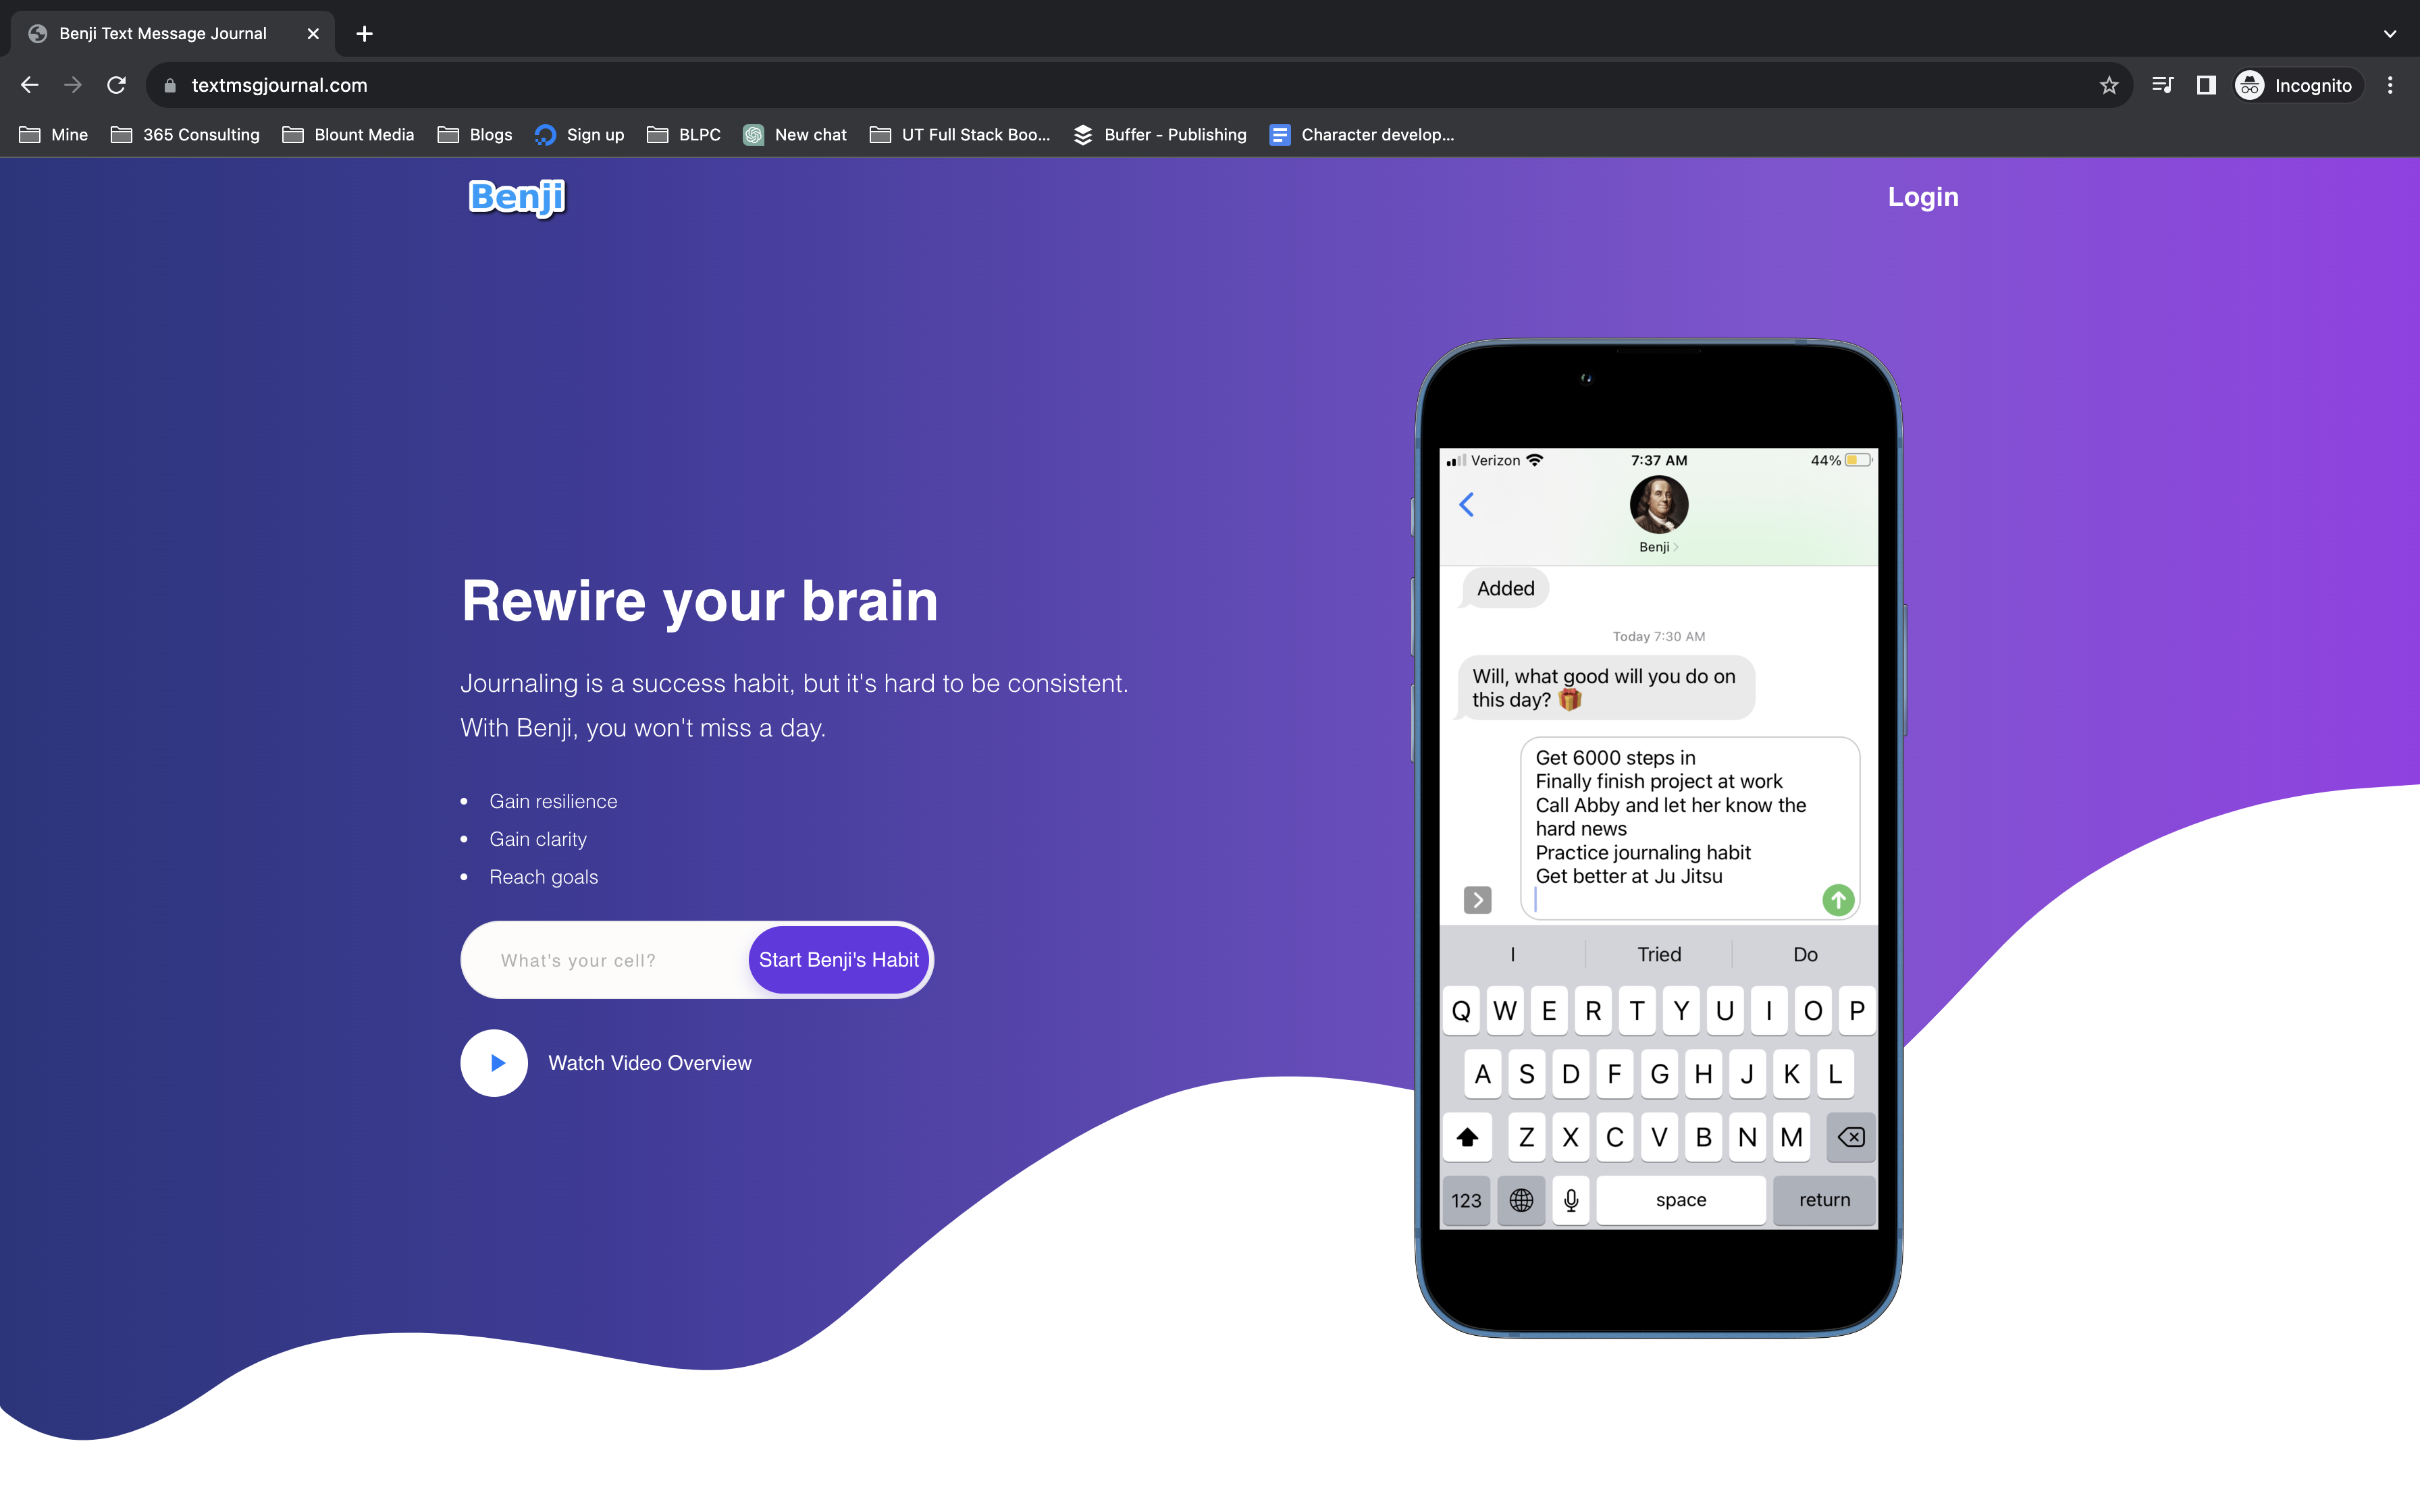 Benji Text Message Journal
textmsgjournal.com
Incognito
Mine
365 Consulting
Blount Media
Blogs
Sign up
BLPC
New chat
UT Full Stack Boo...
Buffer - Publishing
Character develop...
Benji
Login
Rewire your brain
Journaling is a success habit, but it's hard to be consistent.
With Benji, you won't miss a day.
Gain resilience
Gain clarity
Reach goals
What's your cell?
Start Benji's Habit
Watch Video Overview
Verizon
7:37 AM
44%
Benji
Added
Today 7:30 AM
Will, what good will you do on
this day?
Get 6000 steps in
Finally finish project at work
Call Abby and let her know the
hard news
Practice journaling habit
Get better at Ju Jitsu
I
Tried
Do
Q W E R T Y U I O P
A S D F G H J K L
Z X C V B N M
123
space
return